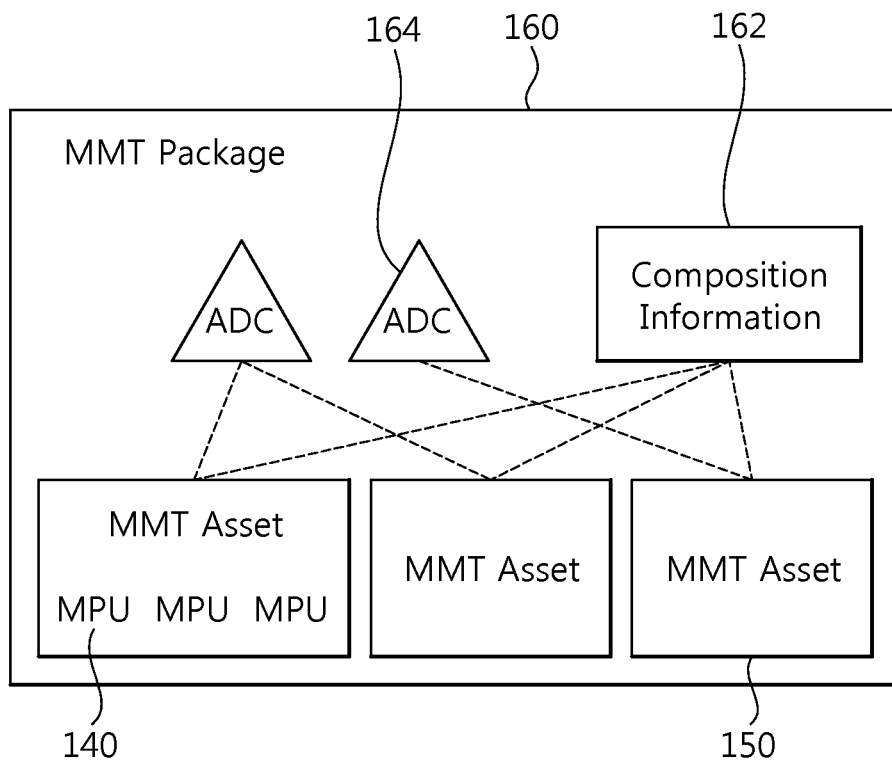 164
160
162
MMT Package
ADC
ADC
Composition
Information
MMT Asset
MPU MPU MPU
MMT Asset
MMT Asset
140
150